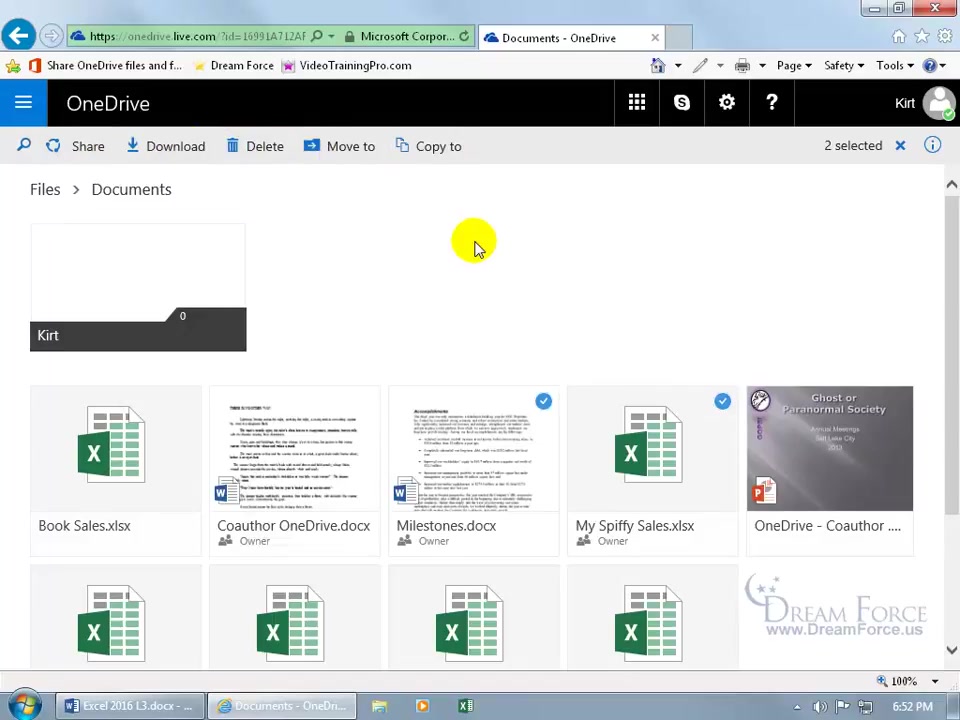 https://onedrive.live.com/?id=16991A712AF
Microsoft Corpor...
Documents - OneDrive
Share OneDrive files and f...
Dream Force
VideoTrainingPro.com
Page
Safety
Tools
OneDrive
Kirt
Share
Download
Delete
Move to
Copy to
2 selected
Files > Documents
0
Kirt
Accomplishments
Ghost or
Paranormal Society
Annual Meetings
Salt Lake City
2013
Book Sales.xlsx
Coauthor OneDrive.docx
Owner
Milestones.docx
Owner
My Spiffy Sales.xlsx
Owner
OneDrive - Coauthor ....
DREAM FORCE
www.DreamForce.us
100%
Excel 2016 L3.docx - ...
Documents - OneDri...
6:52 PM